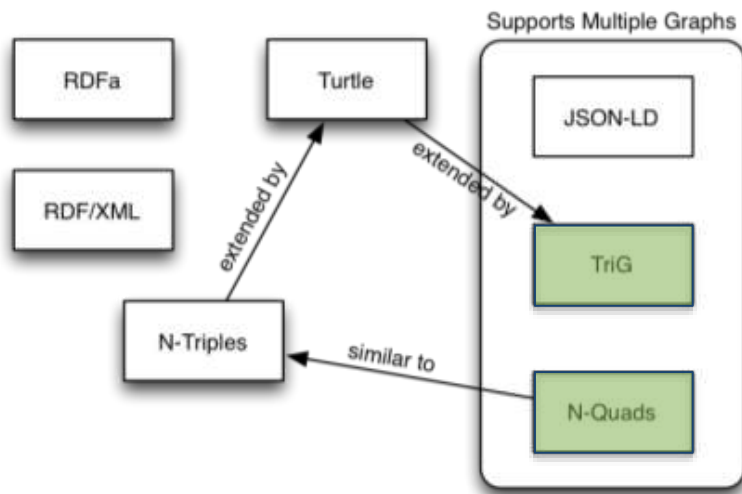 Supports Multiple Graphs
RDFa
Turtle
JSON-LD
extended by
extended by
RDF/XML
TriG
N-Triples
similar to
N-Quads